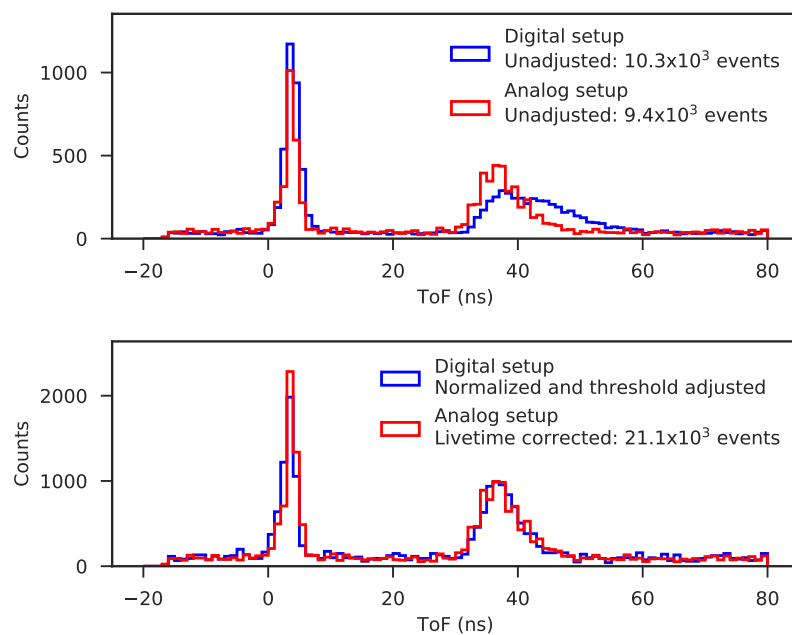 Digital setup
Unadjusted: 10.3x10³ events
Analog setup
Unadjusted: 9.4x10³ events
Counts
1000
500
0
−20
0
20
40
60
80
ToF (ns)
Digital setup
Normalized and threshold adjusted
Analog setup
Livetime corrected: 21.1x10³ events
Counts
2000
1000
0
−20
0
20
40
60
80
ToF (ns)